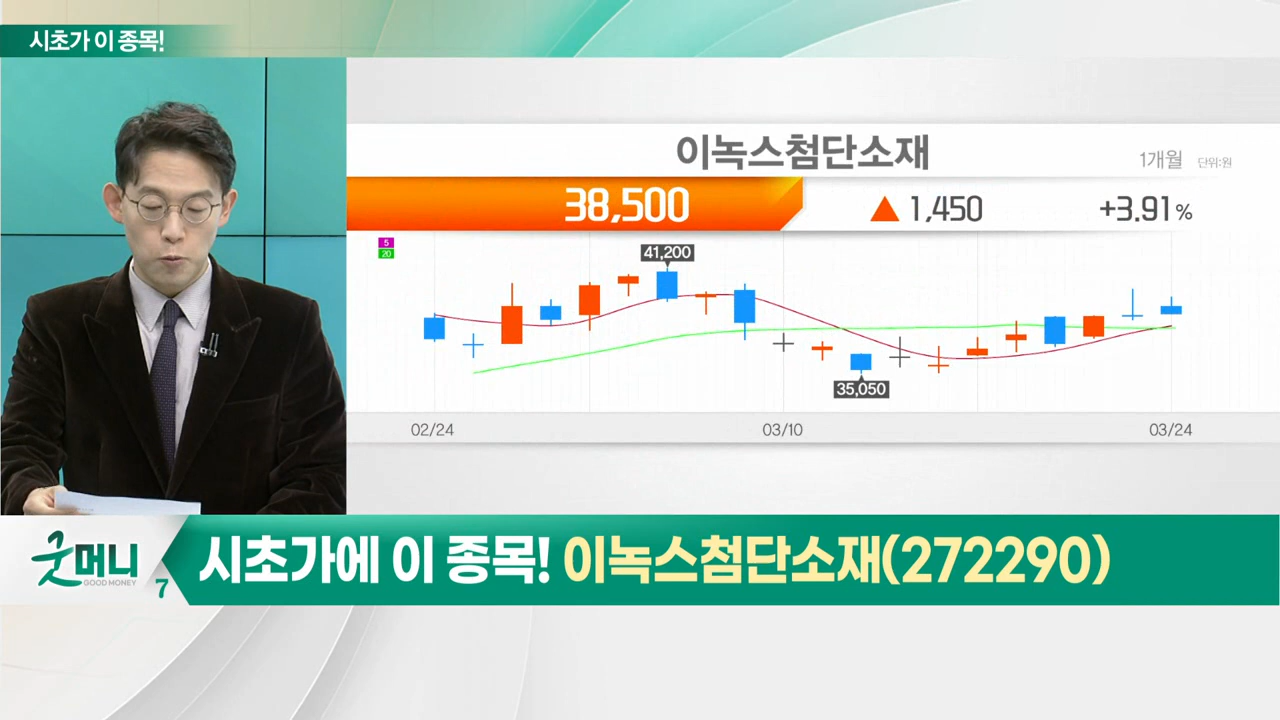 시초가 이 종목!
이녹스첨단소재
1개월 단위:원
38,500 ▲ 1,450 +3.91%
5
20
41,200
35,050
02/24 03/10 03/24
굿머니 GOOD MONEY 7
시초가에 이 종목! 이녹스첨단소재(272290)